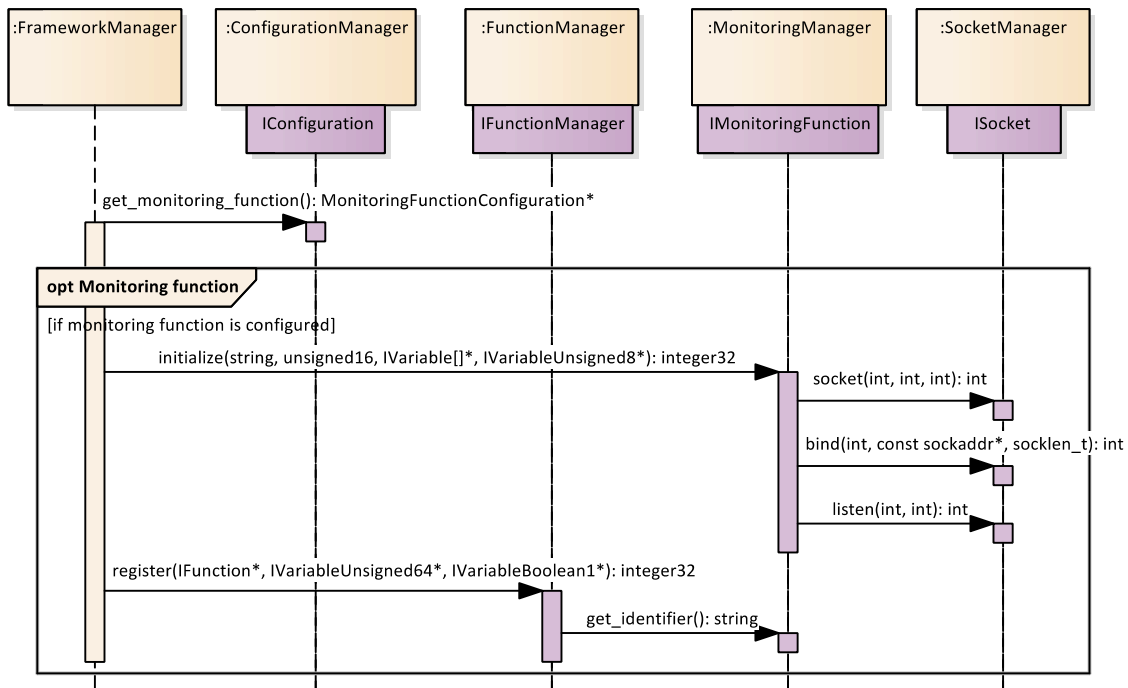 :FrameworkManager
:ConfigurationManager
:FunctionManager
:MonitoringManager
:SocketManager
IConfiguration
IFunctionManager
IMonitoringFunction
ISocket
get_monitoring_function(): MonitoringFunctionConfiguration*
opt Monitoring function
[if monitoring function is configured]
initialize(string, unsigned16, IVariable[]*, IVariableUnsigned8*): integer32
socket(int, int, int): int
bind(int, const sockaddr*, socklen_t): int
listen(int, int): int
register(IFunction*, IVariableUnsigned64*, IVariableBoolean1*): integer32
get_identifier(): string